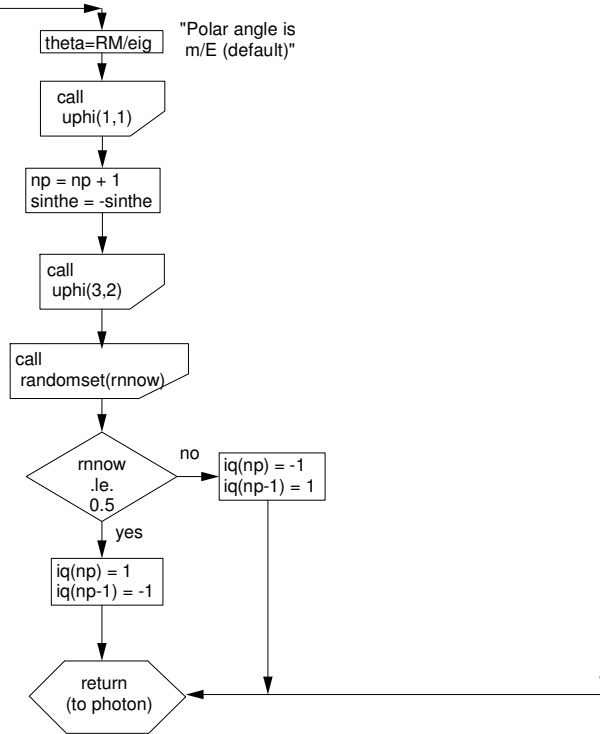 theta=RM/eig
"Polar angle is
m/E (default)"
call
uphi(1,1)
np = np + 1
sinthe = -sinthe
call
uphi(3,2)
call
randomset(rnnow)
rnnow
.le.
0.5
no
iq(np) = -1
iq(np-1) = 1
yes
iq(np) = 1
iq(np-1) = -1
return
(to photon)